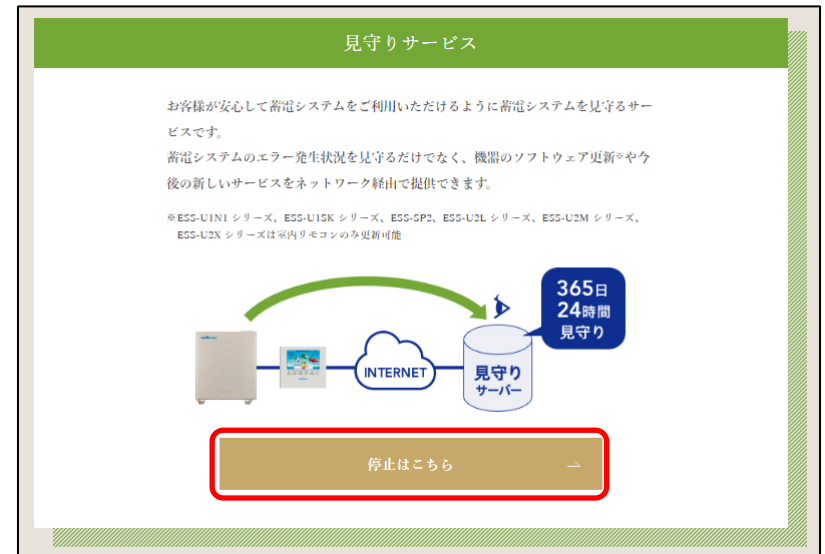 見守りサービス
お客様が安心して蓄電システムをご利用いただけるように蓄電システムを見守るサー
ビスです。
蓄電システムのエラー発生状況を見守るだけでなく、機器のソフトウェア更新※や今
後の新しいサービスをネットワーク経由で提供できます。
※ESS-U1N1 シリーズ、ESS-U1SK シリーズ、ESS-SP2、ESS-U2L シリーズ、ESS-U2M シリーズ、
ESS-U2X シリーズは室内リモコンのみ更新可能
365日
24時間
見守り
INTERNET
見守り
サーバー
停止はこちら